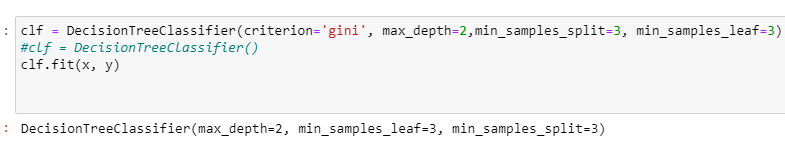 : clf = DecisionTreeClassifier(criterion='gini', max_depth=2,min_samples_split=3, min_samples_leaf=3)
#clf = DecisionTreeClassifier()
clf.fit(x, y)
: DecisionTreeClassifier(max_depth=2, min_samples_leaf=3, min_samples_split=3)